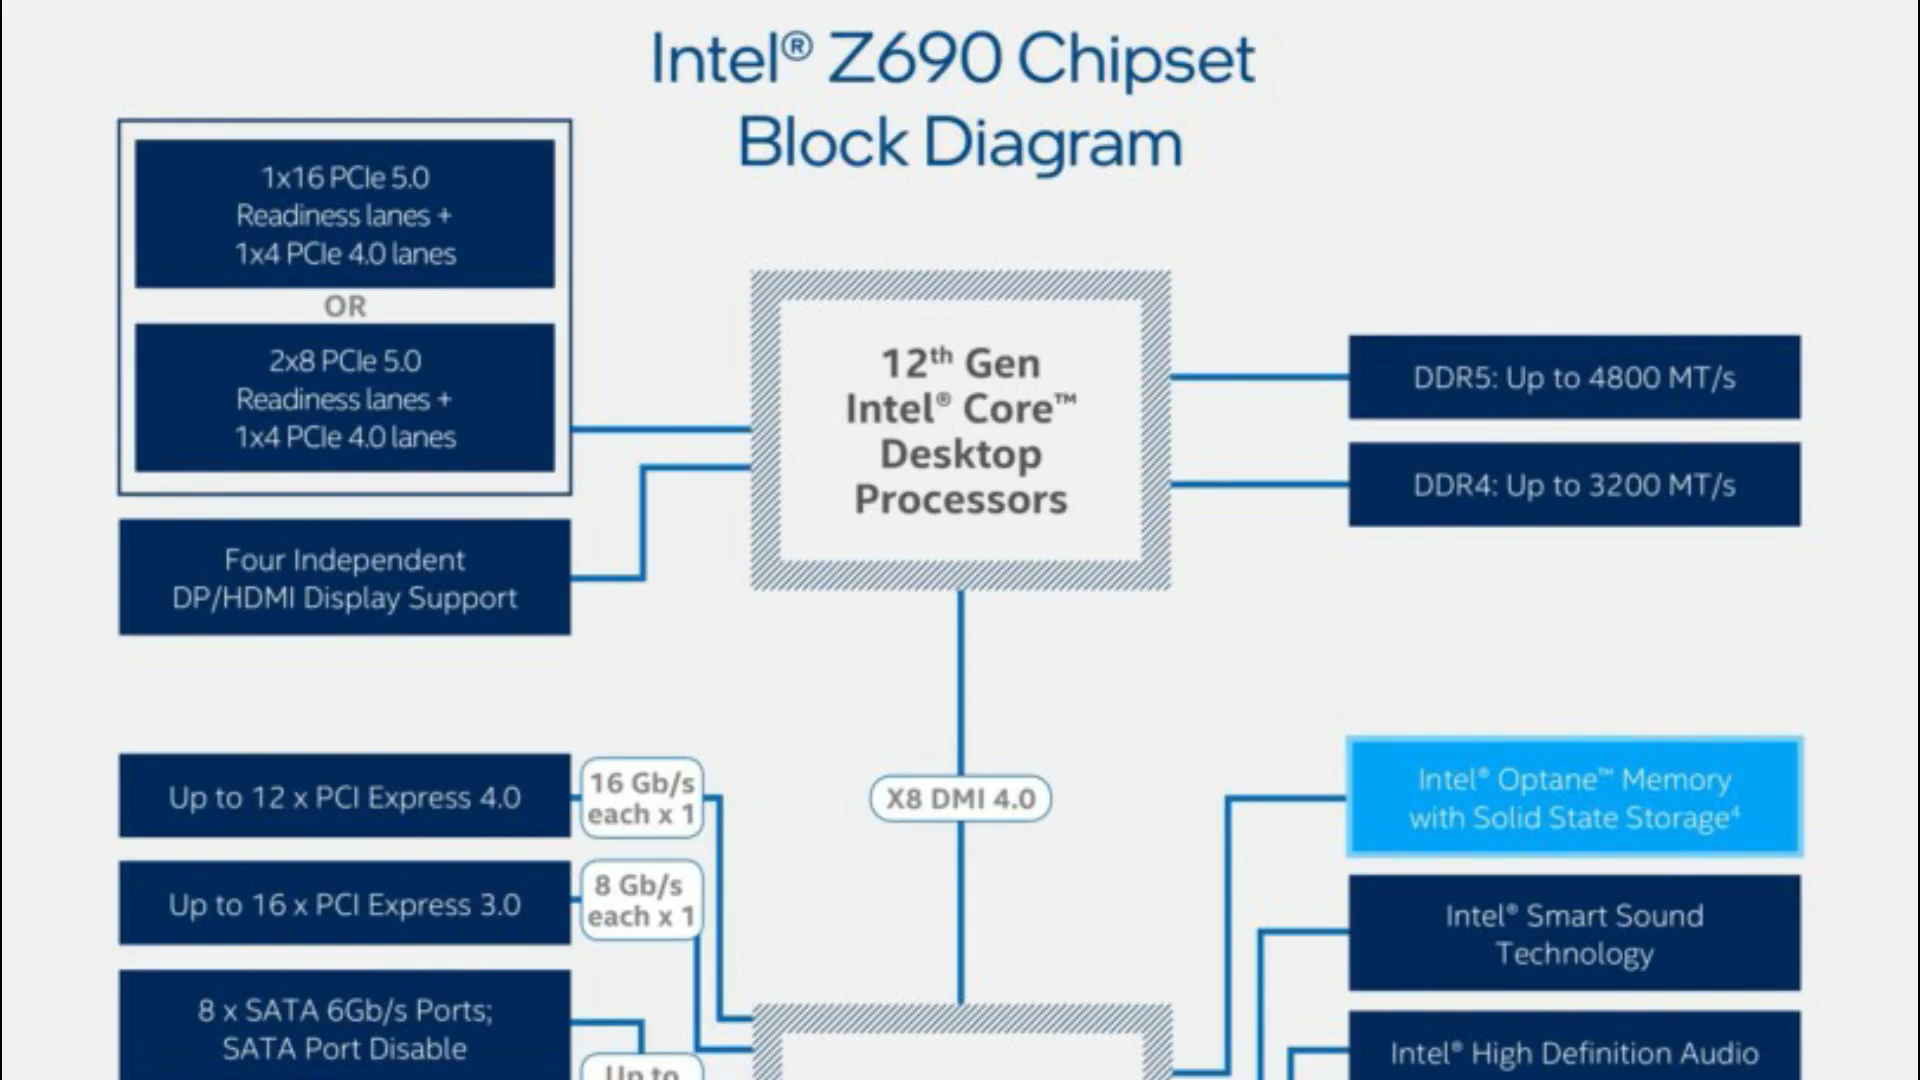 Intel® Z690 Chipset
Block Diagram
1x16 PCIe 5.0
Readiness lanes +
1x4 PCIe 4.0 lanes
OR
2x8 PCIe 5.0
Readiness lanes +
1x4 PCIe 4.0 lanes
Four Independent
DP/HDMI Display Support
12th Gen
Intel® Core™
Desktop
Processors
DDR5: Up to 4800 MT/s
DDR4: Up to 3200 MT/s
X8 DMI 4.0
Up to 12 x PCI Express 4.0
16 Gb/s
each x 1
Up to 16 x PCI Express 3.0
8 Gb/s
each x 1
8 x SATA 6Gb/s Ports;
SATA Port Disable
Up to
Intel® Optane™ Memory
with Solid State Storage⁴
Intel® Smart Sound
Technology
Intel® High Definition Audio